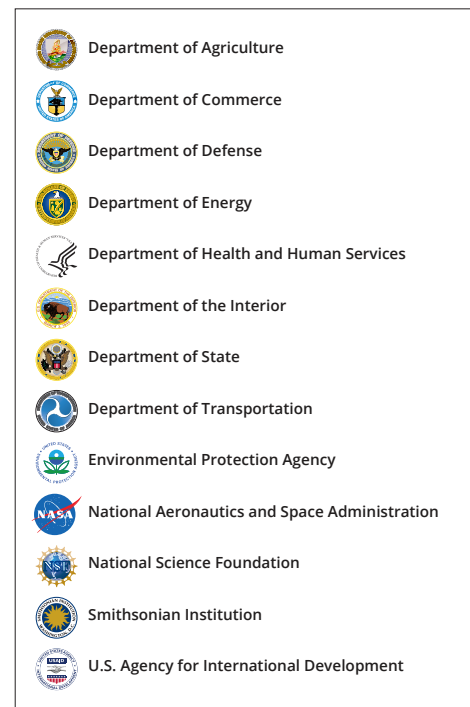 Department of Agriculture
Department of Commerce
Department of Defense
Department of Energy
Department of Health and Human Services
Department of the Interior
Department of State
Department of Transportation
Environmental Protection Agency
NASA
National Aeronautics and Space Administration
National Science Foundation
Smithsonian Institution
USAID
U.S. Agency for International Development